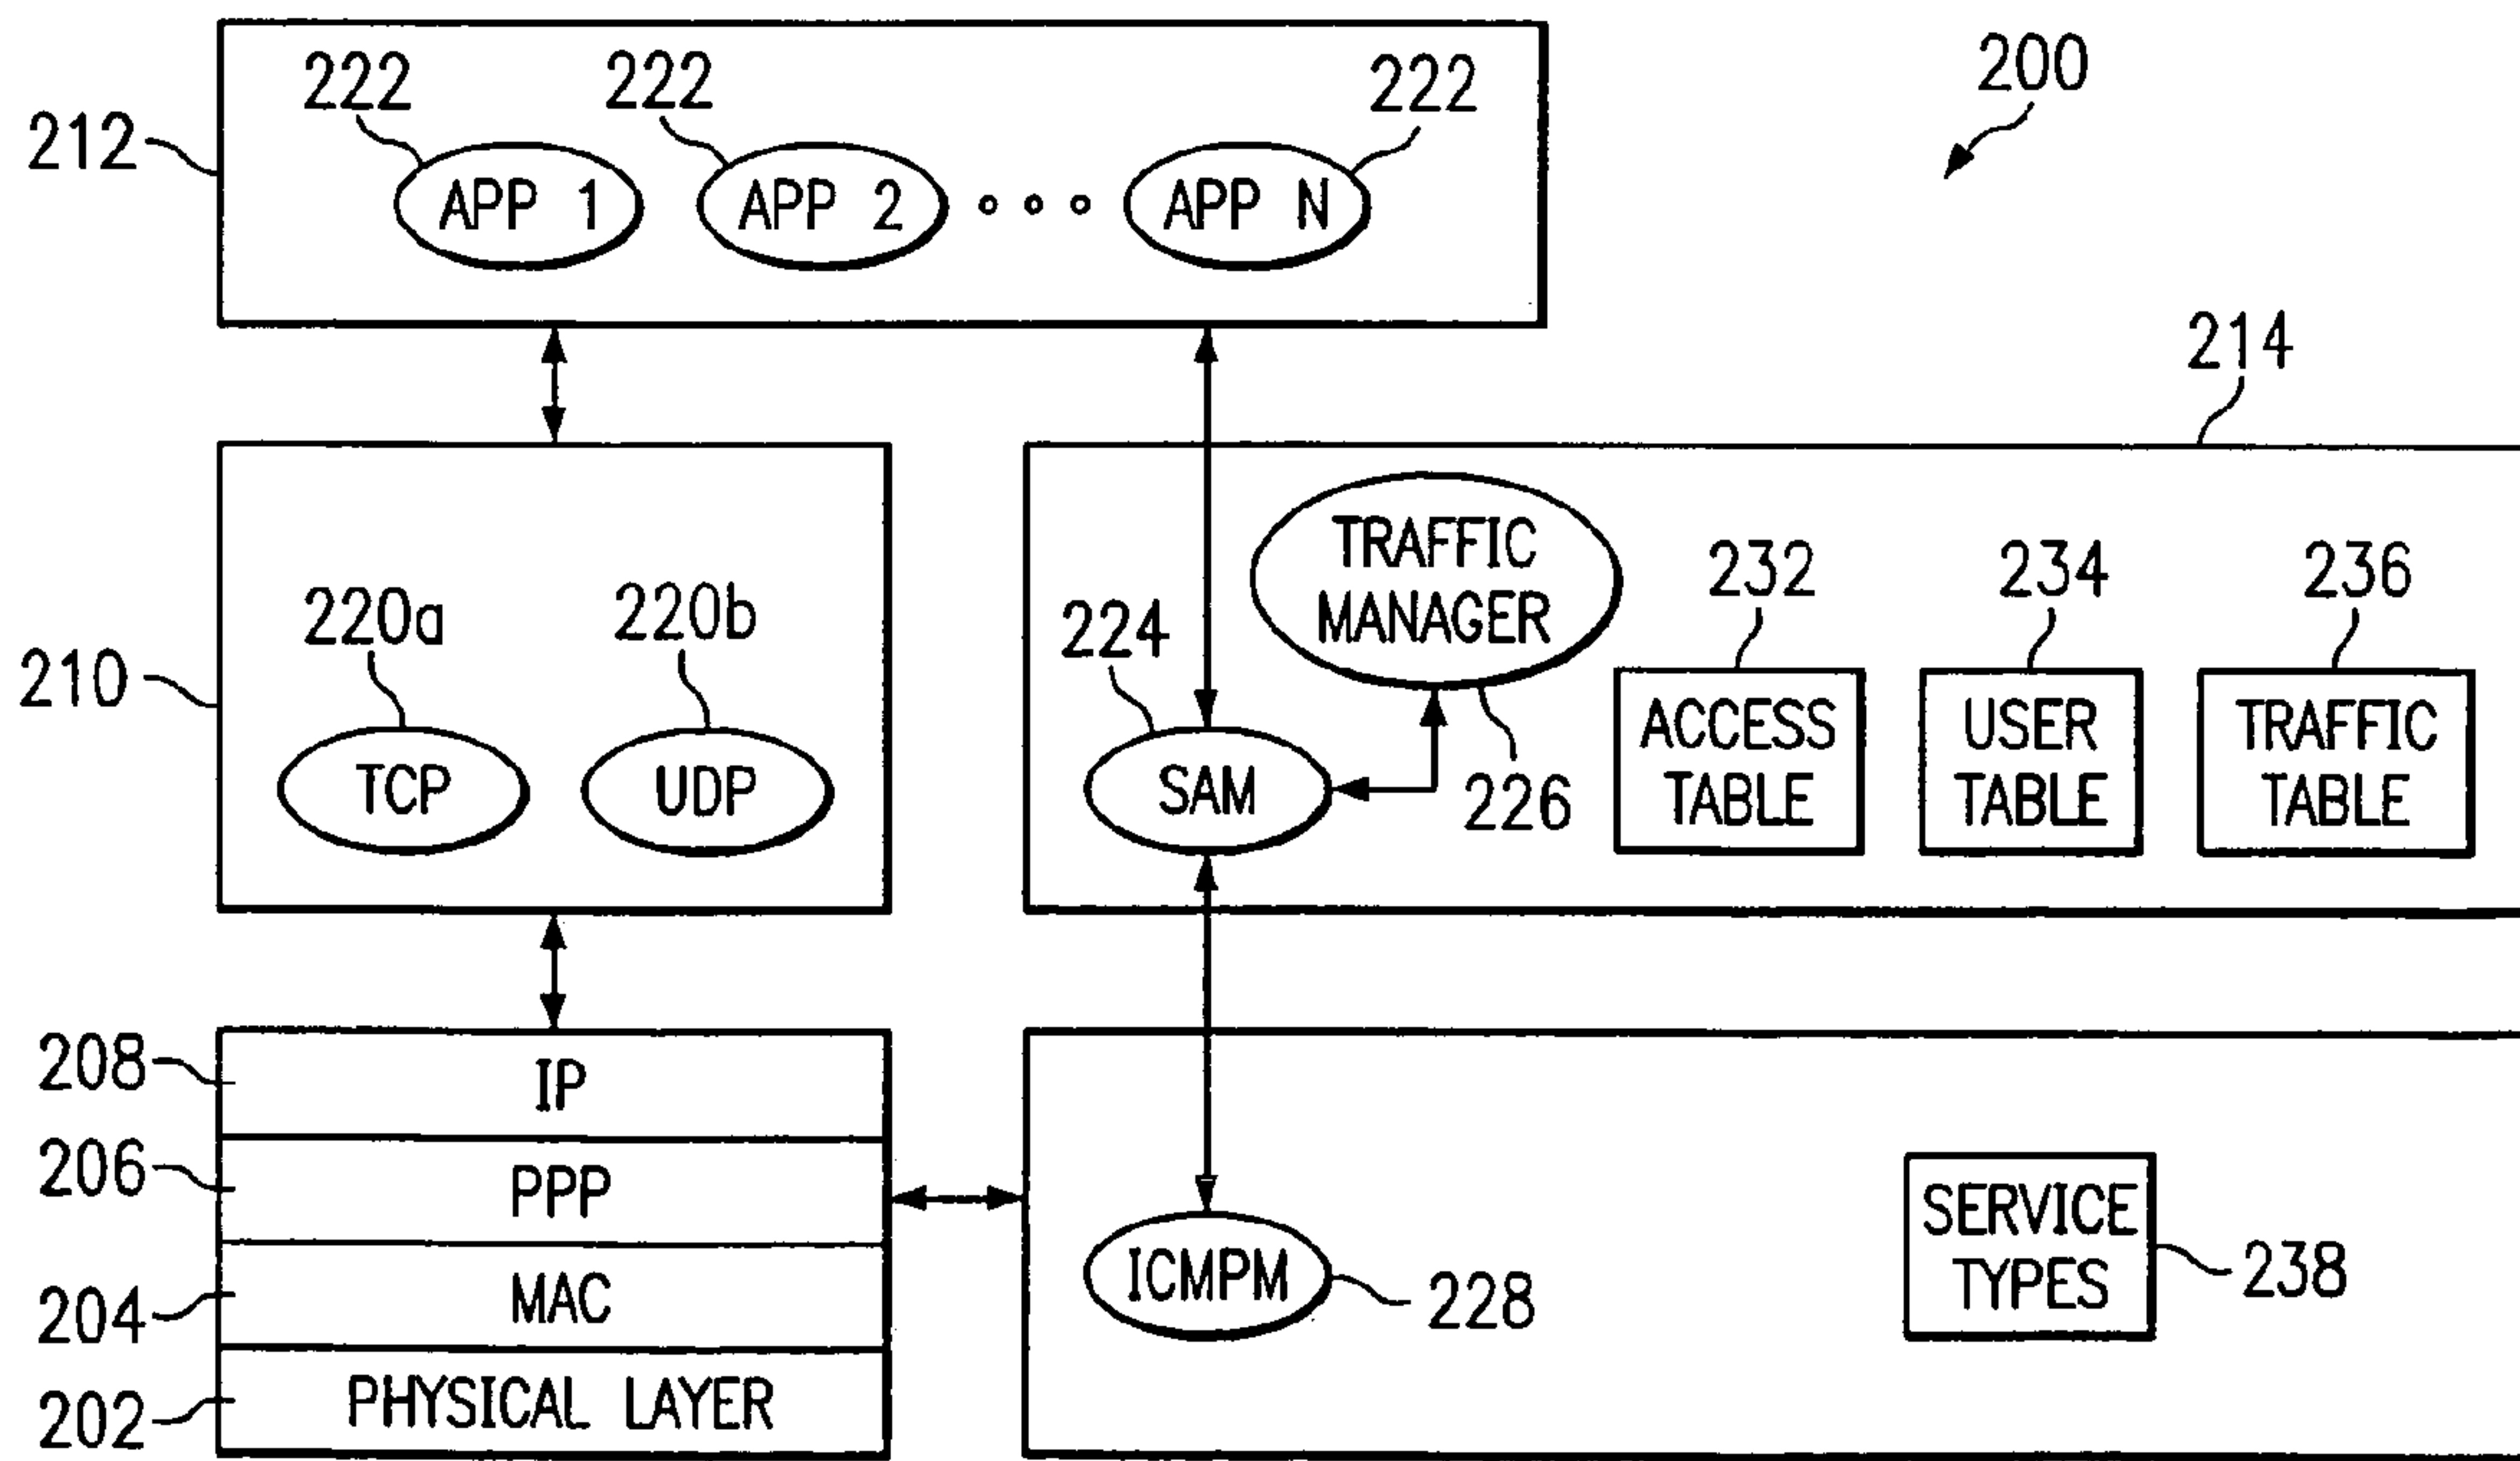 200
212
222
222
222
APP 1
APP 2
APP N
214
210
220a
220b
TCP
UDP
TRAFFIC
MANAGER
224
SAM
226
232
ACCESS
TABLE
234
USER
TABLE
236
TRAFFIC
TABLE
208
IP
206
PPP
204
MAC
202
PHYSICAL LAYER
ICMPM
228
SERVICE
TYPES
238